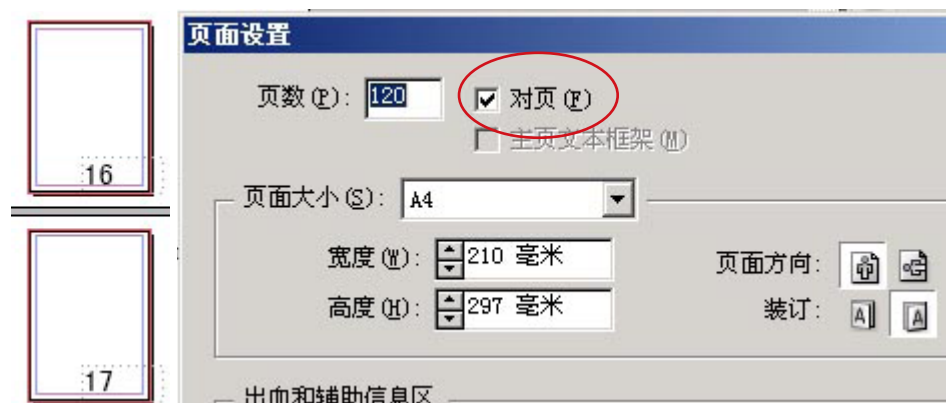 页面设置
页数(P): 120
对页(F)
主页文本框架(M)
16
页面大小(S): A4
宽度(W): 210 毫米
页面方向:
高度(H): 297 毫米
装订:
17
出血和辅助信息区